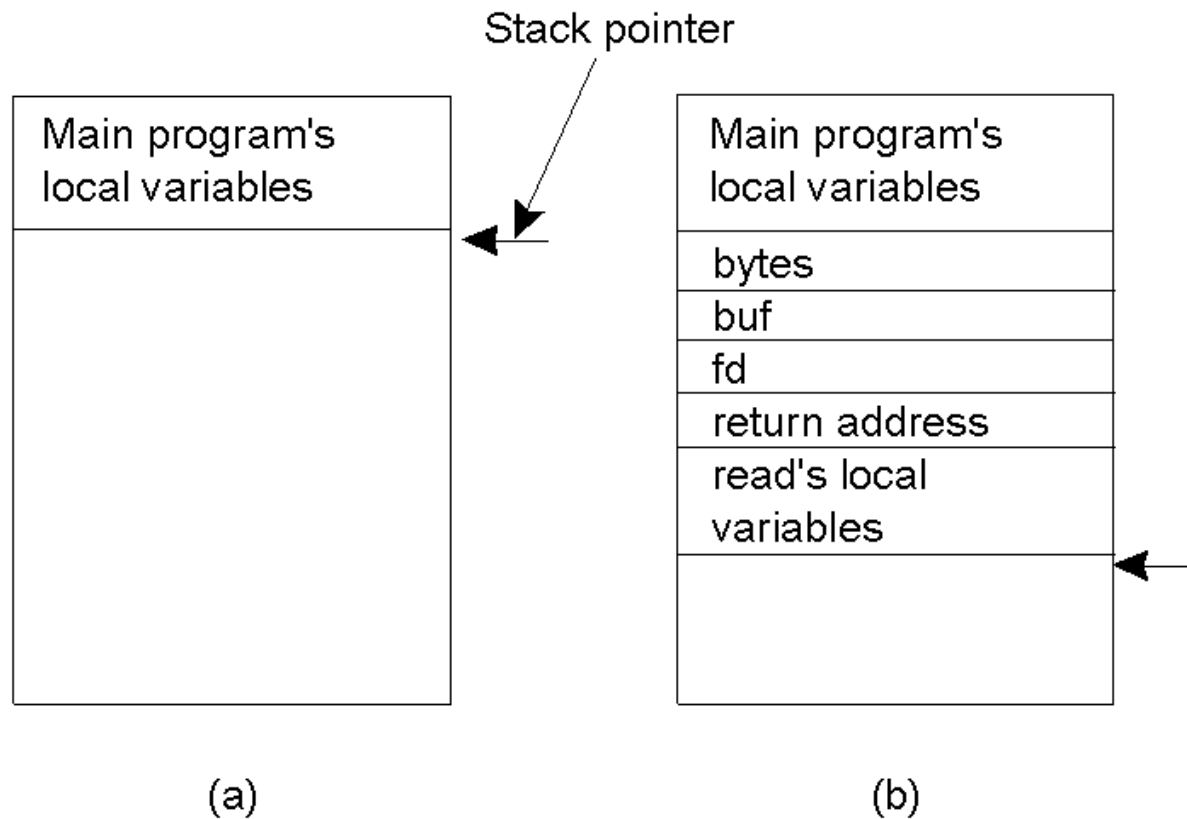 Stack pointer
Main program's
local variables
Main program's
local variables
bytes
buf
fd
return address
read's local
variables
(a)
(b)